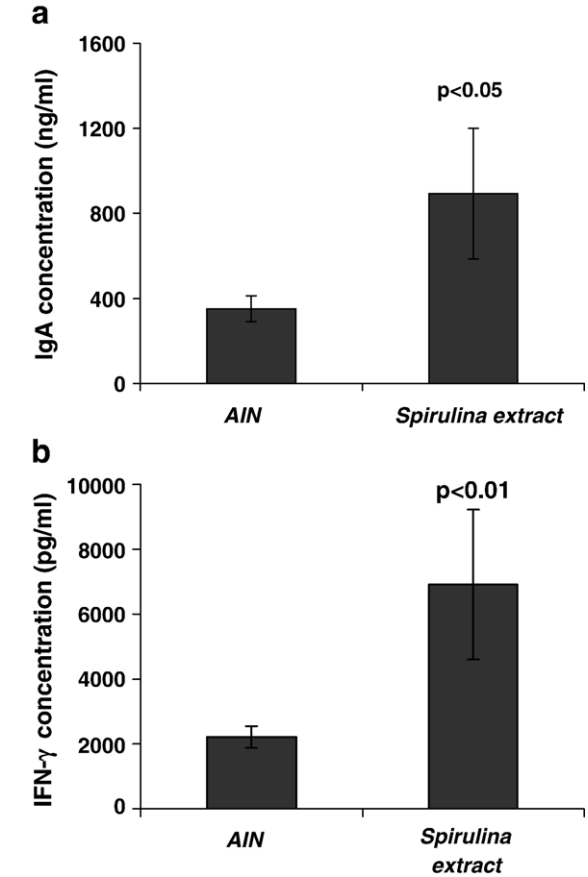 a
IgA concentration (ng/ml)
1600
1200
800
400
0
p<0.05
AIN
Spirulina extract
b
IFN-γ concentration (pg/ml)
10000
8000
6000
4000
2000
0
p<0.01
AIN
Spirulina
extract